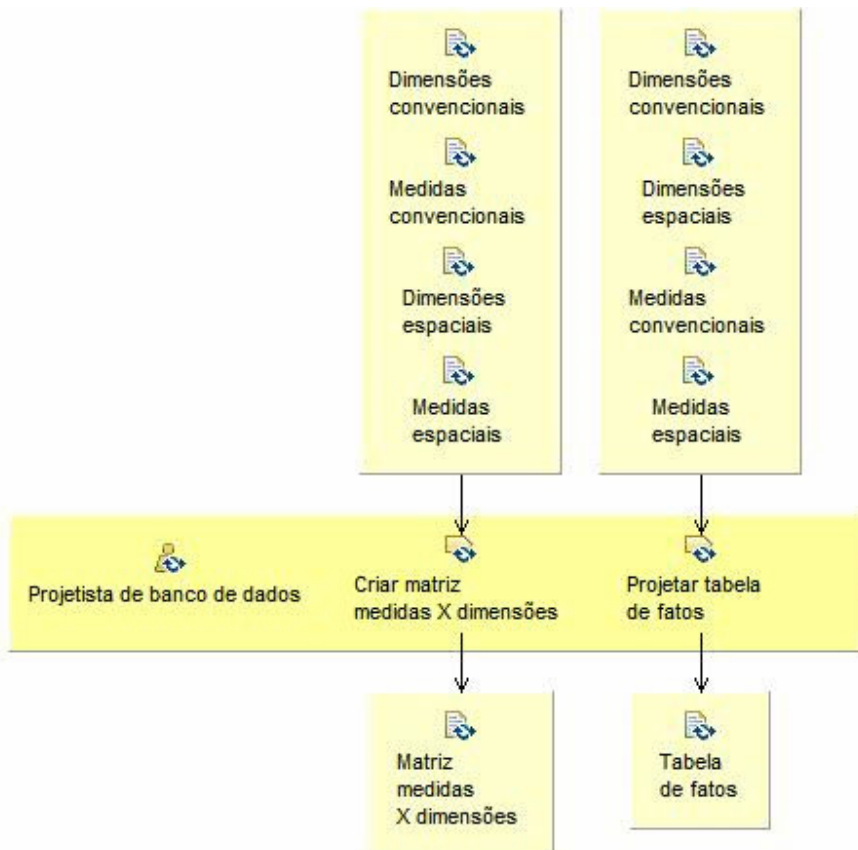 Dimensões
convencionais
Medidas
convencionais
Dimensões
espaciais
Medidas
espaciais
Dimensões
convencionais
Dimensões
espaciais
Medidas
convencionais
Medidas
espaciais
Projetista de banco de dados
Criar matriz
medidas X dimensões
Projetar tabela
de fatos
Matriz
medidas
X dimensões
Tabela
de fatos